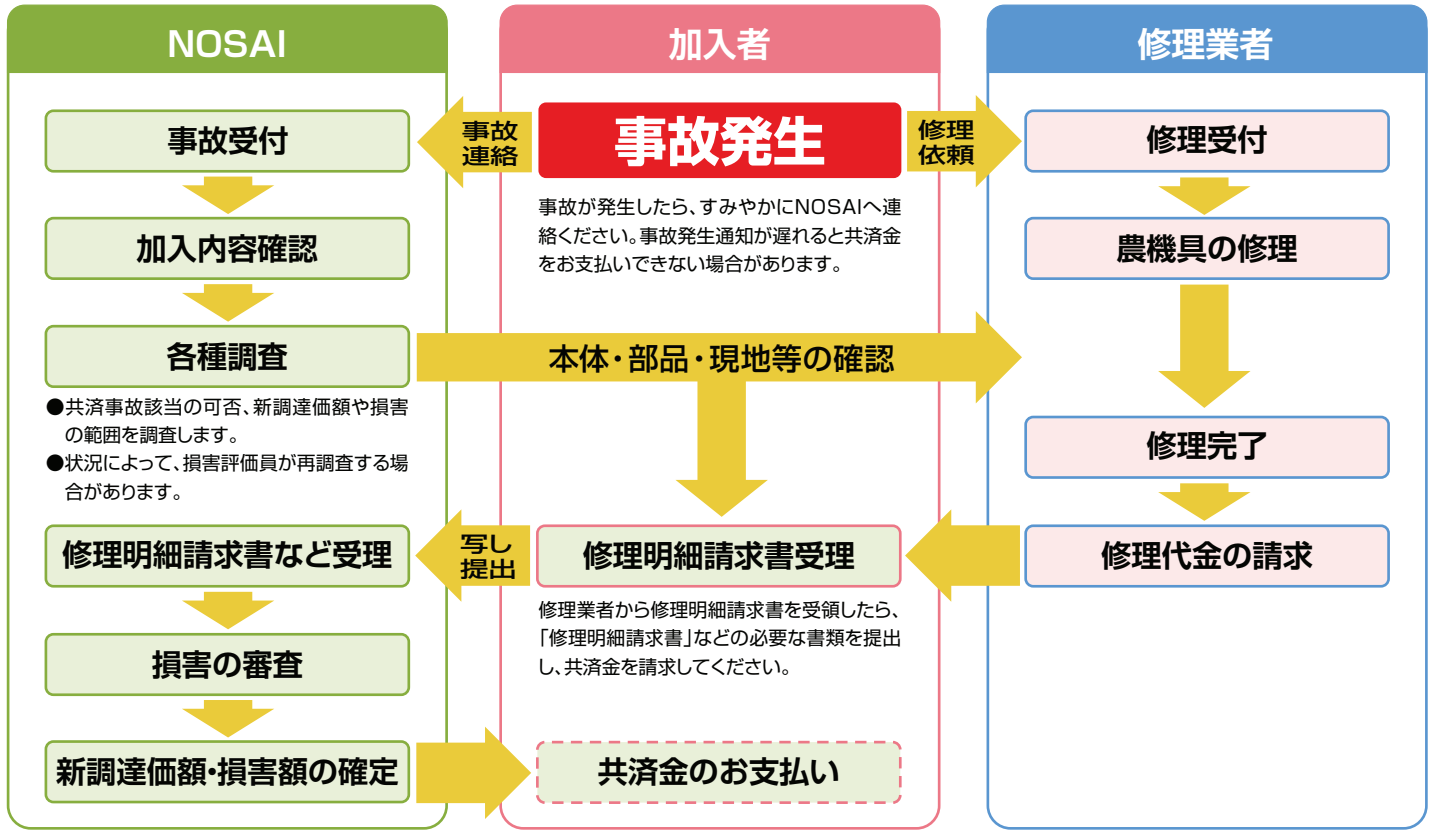 NOSAI
加入者
修理業者
事故受付
事故
連絡
事故発生
修理
依頼
修理受付
事故が発生したら、すみやかにNOSAIへ連
絡ください。事故発生通知が遅れると共済金
をお支払いできない場合があります。
加入内容確認
農機具の修理
各種調査
本体・部品・現地等の確認
●共済事故該当の可否、新調達価額や損害
の範囲を調査します。
●状況によって、損害評価員が再調査する場
合があります。
修理完了
修理明細請求書など受理
写し
提出
修理明細請求書受理
修理代金の請求
修理業者から修理明細請求書を受領したら、
「修理明細請求書」などの必要な書類を提出
し、共済金を請求してください。
損害の審査
新調達価額・損害額の確定
共済金のお支払い